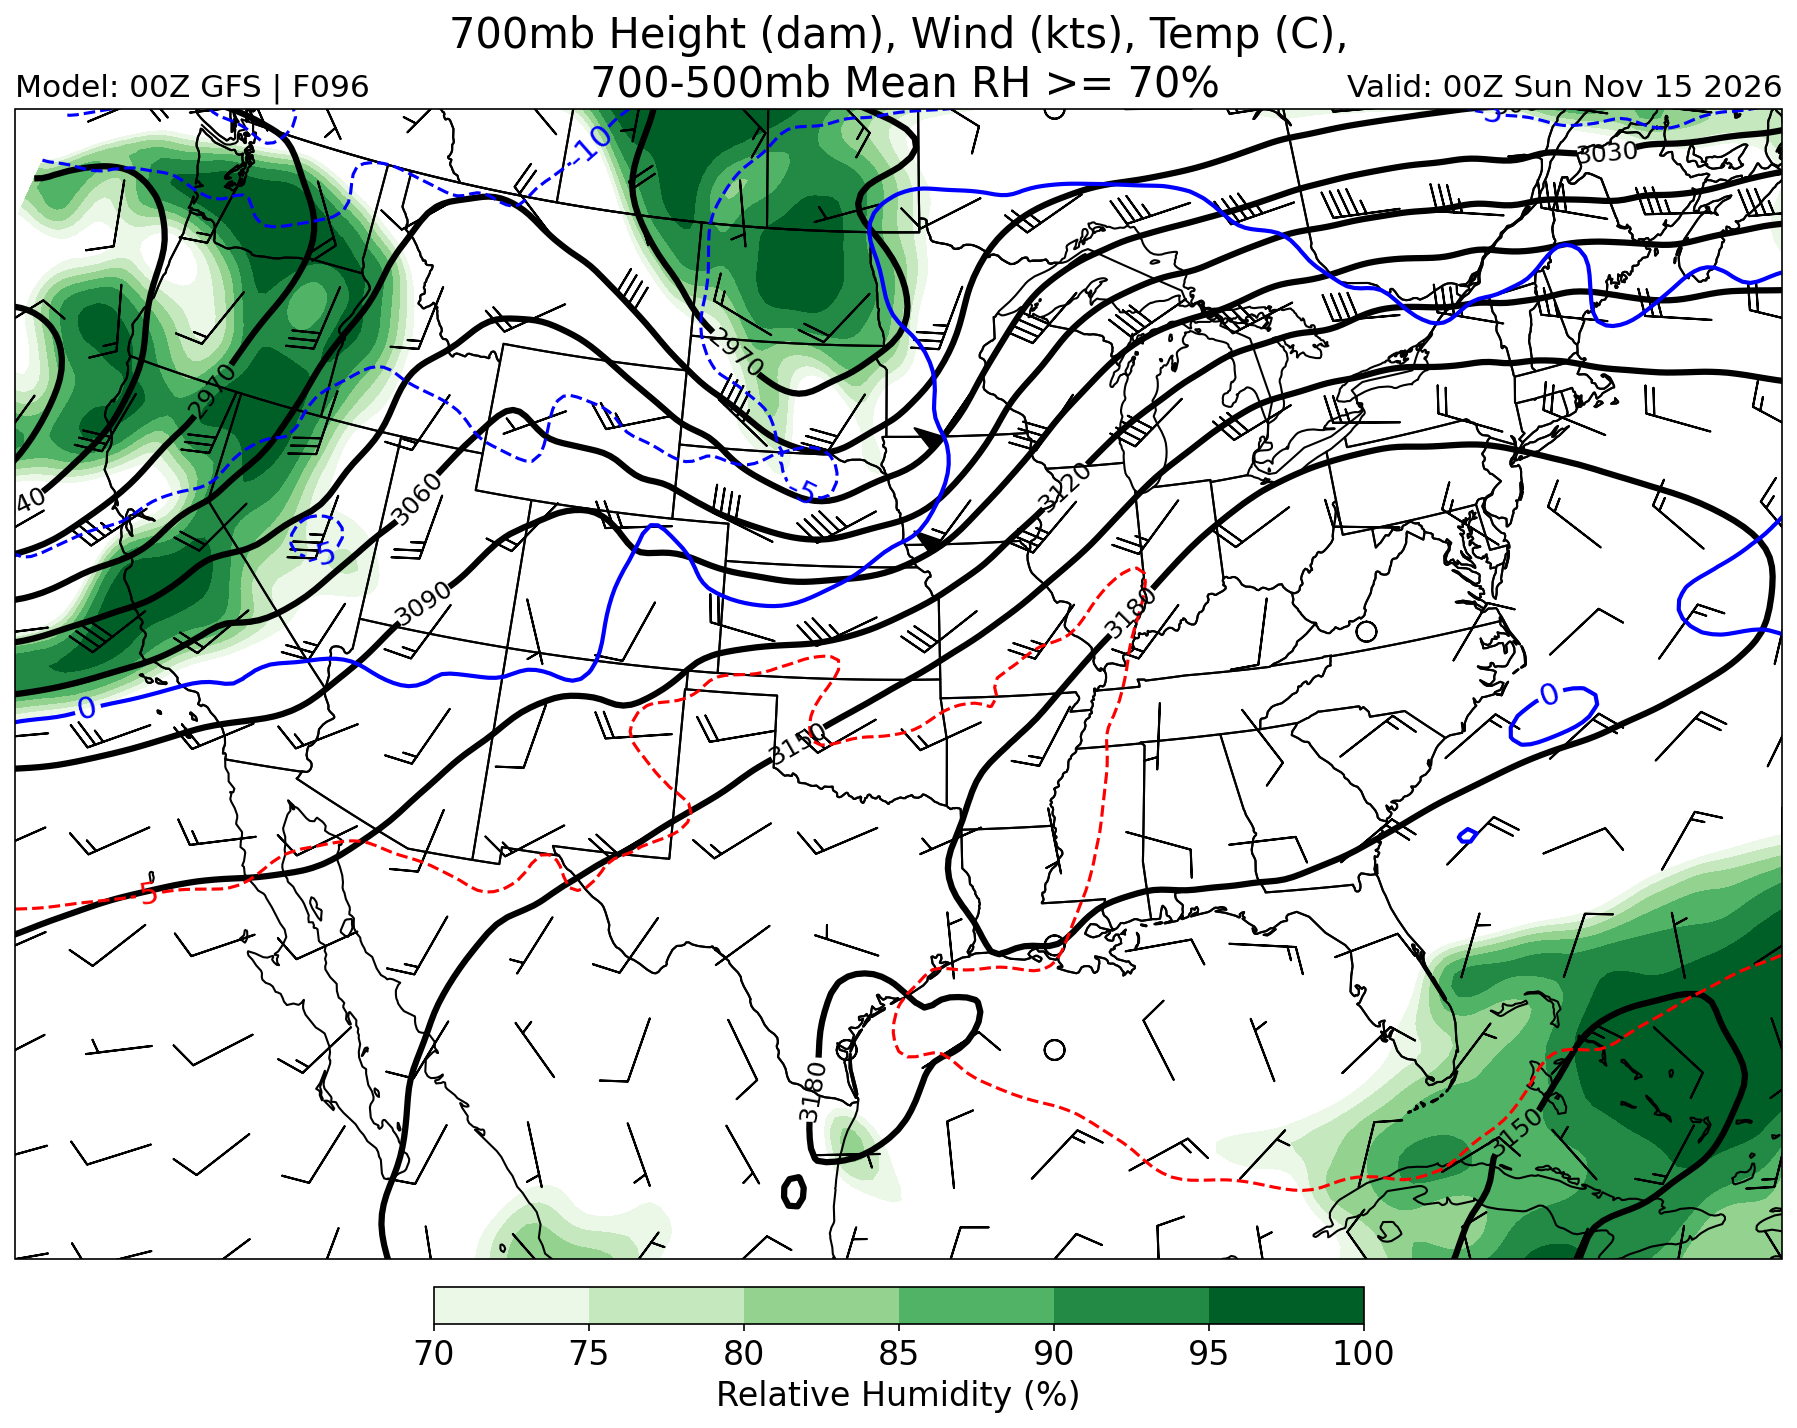 700mb Height (dam), Wind (kts), Temp (C),
700-500mb Mean RH >= 70%
Model: 00Z GFS | F096
Valid: 00Z Sun Nov 15 2026
-10
3030
2970
2970
-5
40
3060
3120
-5
3090
3180
0
0
3150
5
3180
3150
70 75 80 85 90 95 100
Relative Humidity (%)